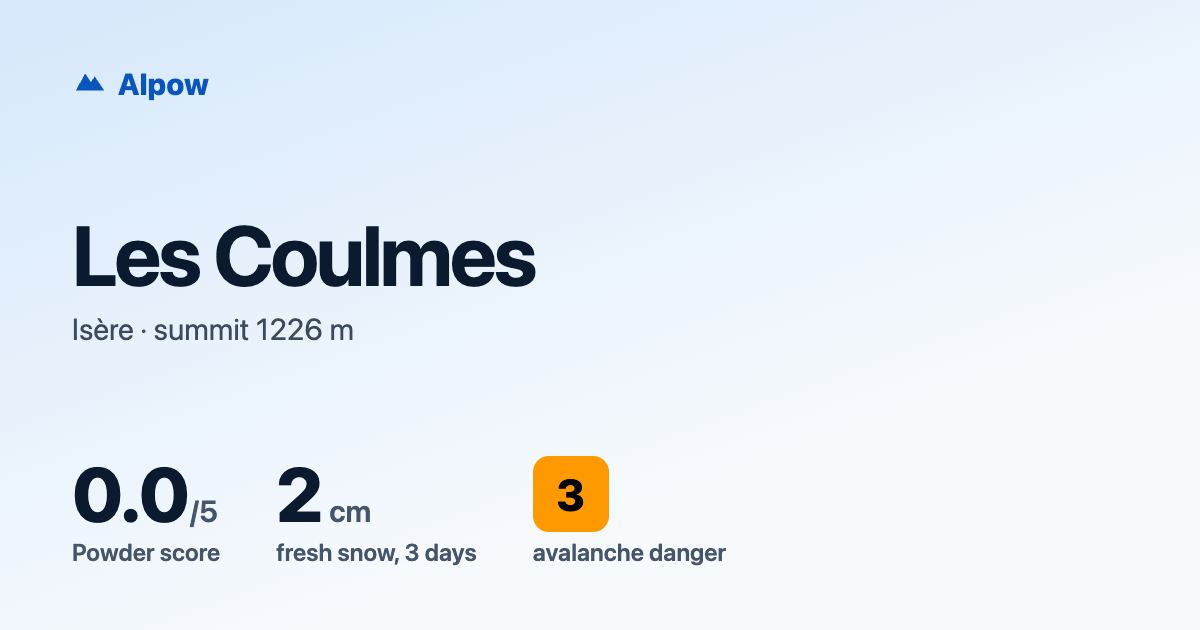 Alpow
Les Coulmes
Isère · summit 1226 m
0.0/5
Powder score
2 cm
fresh snow, 3 days
3
avalanche danger